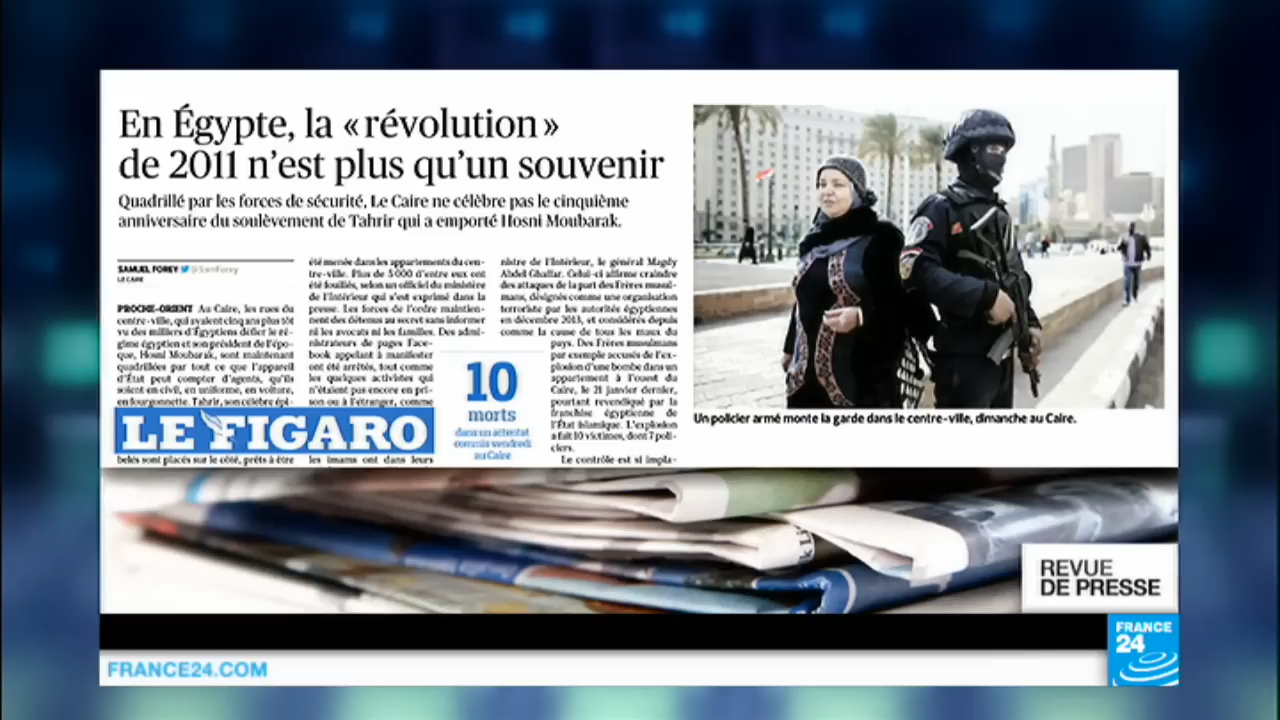 En Égypte, la « révolution »
de 2011 n'est plus qu'un souvenir
Quadrillé par les forces de sécurité, Le Caire ne célèbre pas le cinquième
anniversaire du soulèvement de Tahrir qui a emporté Hosni Moubarak.
SAMUEL FOREY @SamForey
LE CAIRE
PROCHE-ORIENT Au Caire, les rues du
centre-ville, qui avaient cinq ans plus tôt
vu des milliers d'Égyptiens défier le ré-
gime égyptien et son président de l'épo-
que, Hosni Moubarak, sont maintenant
quadrillées par tout ce que l'appareil
d'État peut compter d'agents, qu'ils
soient en civil, en uniforme, en voiture,
en fourgonnette. Tahrir, son célèbre épi-
belés sont placés sur le côté, prêts à être
été menée dans les appartements du cen-
tre-ville. Plus de 5 000 d'entre eux ont
été fouillés, selon un officiel du ministère
de l'Intérieur qui s'est exprimé dans la
presse. Les forces de l'ordre maintien-
nent des détenus au secret sans informer
ni les avocats ni les familles. Des admi-
nistrateurs de pages Face-
book appelant à manifester
ont été arrêtés, tout comme
les quelques activistes qui
n'étaient pas encore en pri-
son ou à l'étranger, comme
les imams ont dans leurs
10
morts
dans un attentat
commis vendredi
au Caire
nistre de l'Intérieur, le général Magdy
Abdel Ghaffar. Celui-ci affirme craindre
des attaques de la part des Frères musul-
mans, désignés comme une organisation
terroriste par les autorités égyptiennes
en décembre 2013, et considérés depuis
comme la cause de tous les maux du
pays. Des Frères musulmans
par exemple accusés de l'ex-
plosion d'une bombe dans un
appartement à l'ouest du
Caire, le 21 janvier dernier,
pourtant revendiqué par la
franchise égyptienne de
l'État islamique. L'explosion
a fait 10 victimes, dont 7 poli-
ciers.
Le contrôle est si impla-
Un policier armé monte la garde dans le centre-ville, dimanche au Caire.
LE FIGARO
REVUE
DE PRESSE
FRANCE
24
FRANCE24.COM